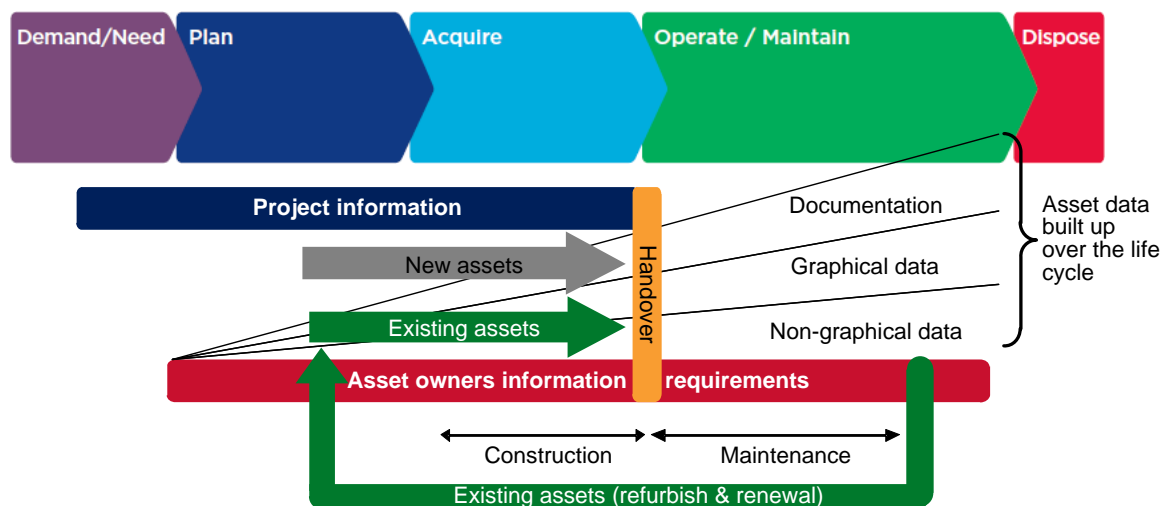 Demand/Need
Plan
Acquire
Operate / Maintain
Dispose
Project information
Documentation
Asset data
built up
over the life
cycle
New assets
Handover
Graphical data
Existing assets
Non-graphical data
Asset owners information requirements
Construction
Maintenance
Existing assets (refurbish & renewal)